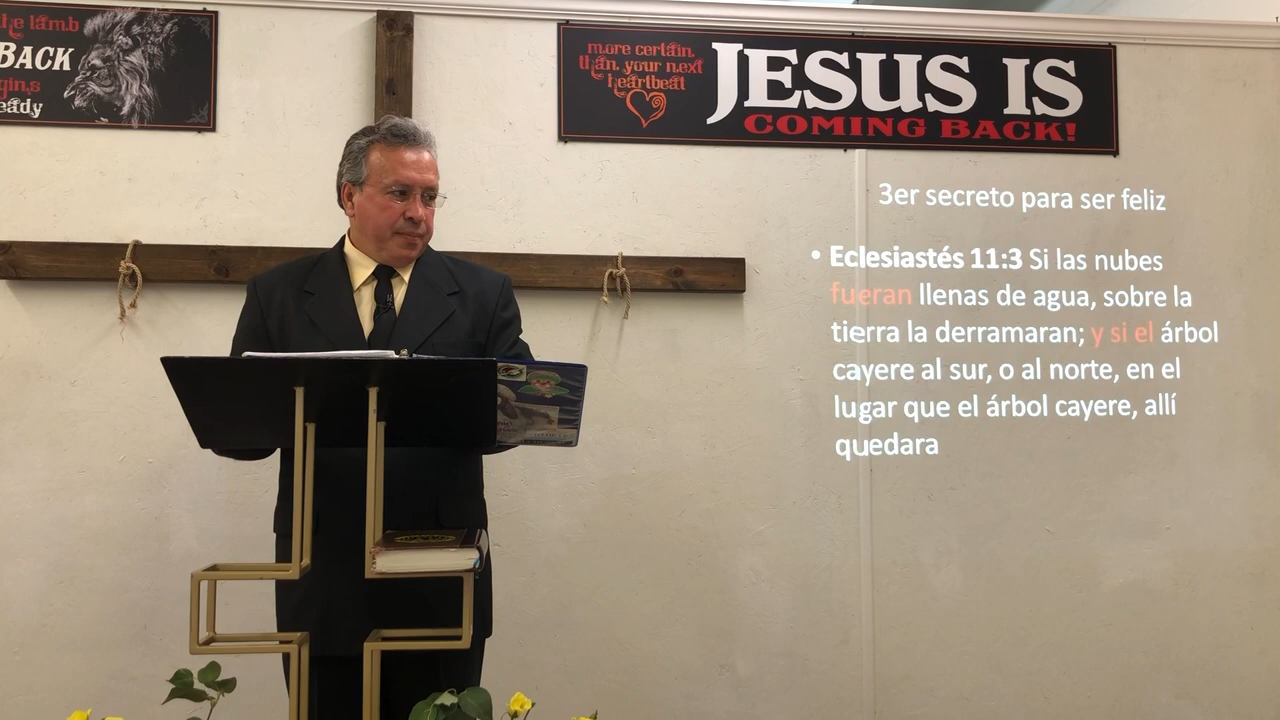 the lamb
BACK
gins
eady
more certain,
than, your next
heartbeat
JESUS IS
COMING BACK!
3er secreto para ser feliz
• Eclesiastés 11:3 Si las nubes
fueran llenas de agua, sobre la
tierra la derramaran; y si el árbol
cayere al sur, o al norte, en el
lugar que el árbol cayere, allí
quedara